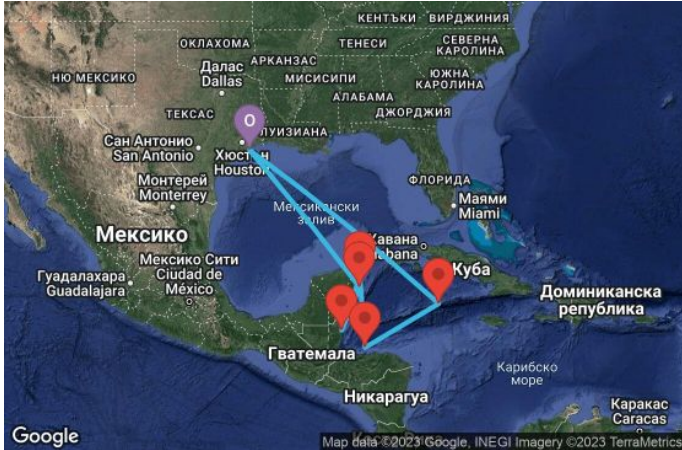 КЕНТЪКИ
ВИРДЖИНИЯ
ОКЛАХОМА
ТЕНЕСИ
СЕВЕРНА
КАРОЛИНА
АРКАНЗАС
НЮ МЕКСИКО
Далас
Dallas
МИСИСИПИ
ЮЖНА
КАРОЛИНА
АЛАБАМА
ТЕКСАС
O
ДЖОРДЖИЯ
ЛУИЗИАНА
Сан Антонио
San Antonio
Хюстън
Houston
ФЛОРИДА
Монтерей
Monterrey
Маями
Miami
Мексикански
залив
Мексико
Хавана
Habana
Мексико Сити
Ciudad de
México
Куба
Гуадалахара
Guadalajara
Доминиканска
република
Гватемала
Карибско
море
Никарагуа
Каракас
Caracas
Google
Map data ©2023 Google, INEGI Imagery ©2023 TerraMetrics